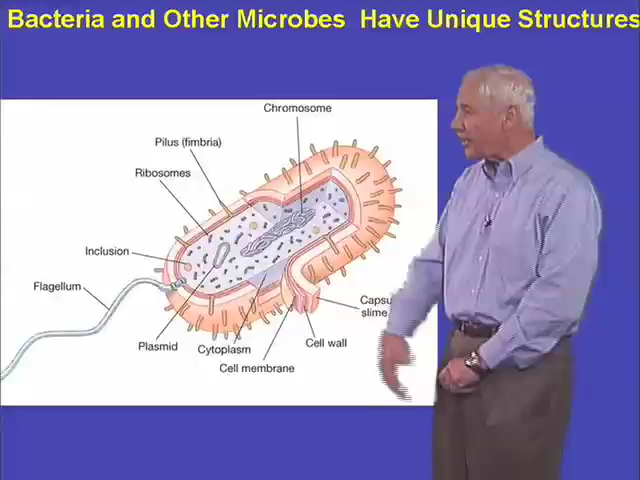 Bacteria and Other Microbes Have Unique Structures
Chromosome
Pilus (fimbria)
Ribosomes
Inclusion
Flagellum
slime
Plasmid
Cytoplasm
Cell wall
Cell membrane